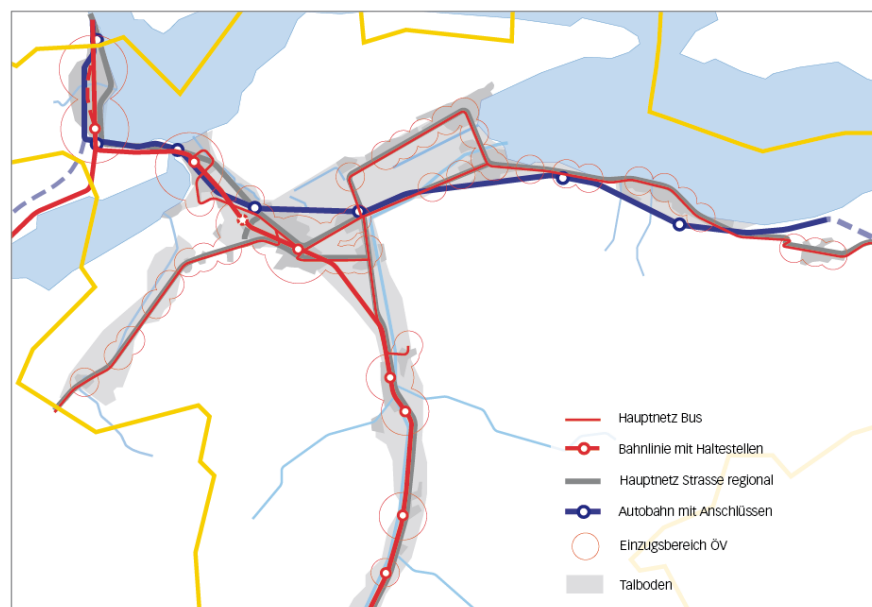 Hauptnetz Bus
Bahnlinie mit Haltestellen
Hauptnetz Strasse regional
Autobahn mit Anschlüssen
Einzugsbereich ÖV
Talboden